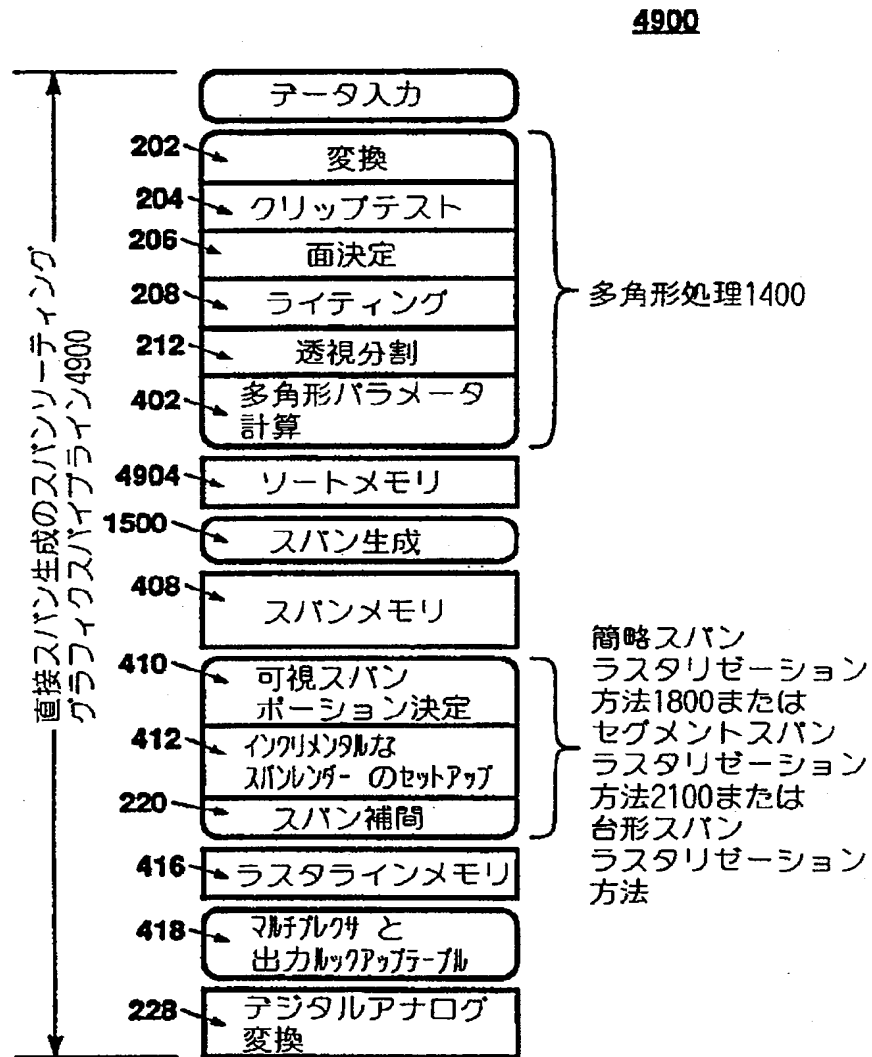 4900
直接スパン生成のスパンソーティング
グラフィクスパイプライン4900
データ入力
202
変換
204
クリップテスト
206
面決定
208
ライティング
212
透視分割
402
多角形パラメータ
計算
多角形処理1400
4904
ソートメモリ
1500
スパン生成
408
スパンメモリ
410
可視スパン
ポーション決定
412
インクリメンタルな
スパンレンダー のセットアップ
220
スパン補間
簡略スパン
ラスタリゼーション
方法1800または
セグメントスパン
ラスタリゼーション
方法2100または
台形スパン
ラスタリゼーション
方法
416
ラスタラインメモリ
418
マルチプレクサ と
出力ルックアップテーブル
228
デジタルアナログ
変換